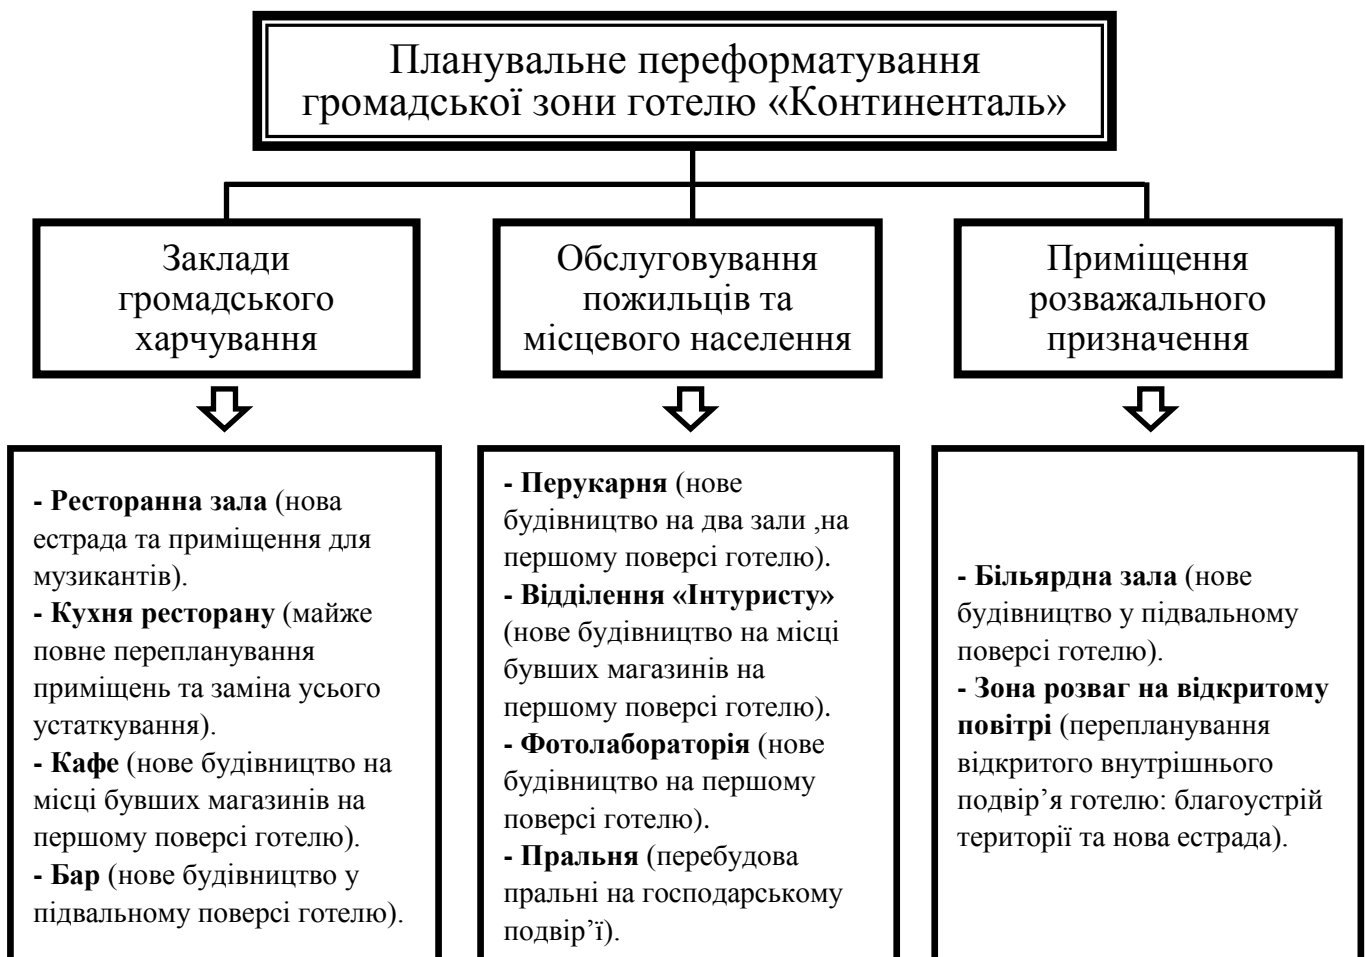 Планувальне переформатування
громадської зони готелю «Континенталь»
Заклади
громадського
харчування
Обслуговування
пожильців та
місцевого населення
Приміщення
розважального
призначення
- Ресторанна зала (нова
естрада та приміщення для
музикантів).
- Кухня ресторану (майже
повне перепланування
приміщень та заміна усього
устаткування).
- Кафе (нове будівництво на
місці бувших магазинів на
першому поверсі готелю).
- Бар (нове будівництво у
підвальному поверсі готелю).
- Перукарня (нове
будівництво на два зали ,на
першому поверсі готелю).
- Відділення «Інтуристу»
(нове будівництво на місці
бувших магазинів на
першому поверсі готелю).
- Фотолабораторія (нове
будівництво на першому
поверсі готелю).
- Пральня (перебудова
пральні на господарському
подвір’ї).
- Більярдна зала (нове
будівництво у підвальному
поверсі готелю).
- Зона розваг на відкритому
повітрі (перепланування
відкритого внутрішнього
подвір’я готелю: благоустрій
території та нова естрада).